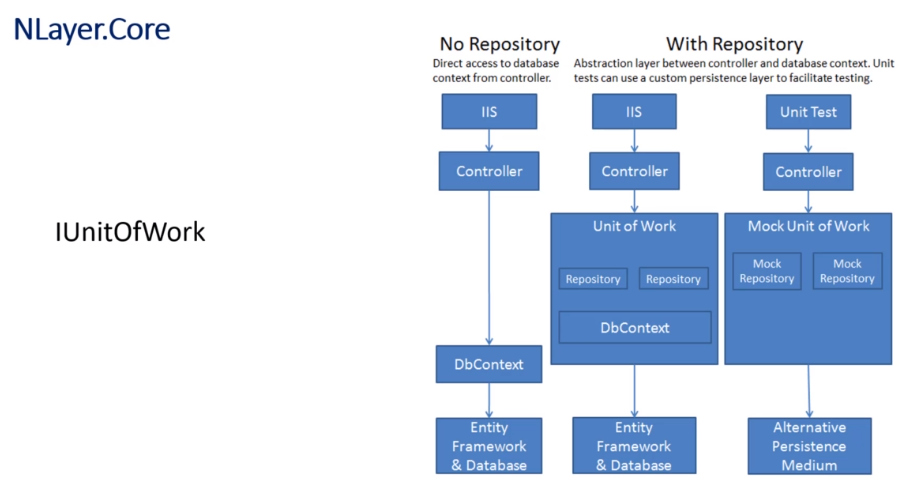 NLayer.Core
IUnitOfWork
No Repository
Direct access to database
context from controller.
IIS
Controller
DbContext
Entity
Framework
& Database
With Repository
Abstraction layer between controller and database context. Unit
tests can use a custom persistence layer to facilitate testing.
IIS
Controller
Unit of Work
Repository
Repository
DbContext
Entity
Framework
& Database
Unit Test
Controller
Mock Unit of Work
Mock
Repository
Mock
Repository
Alternative
Persistence
Medium